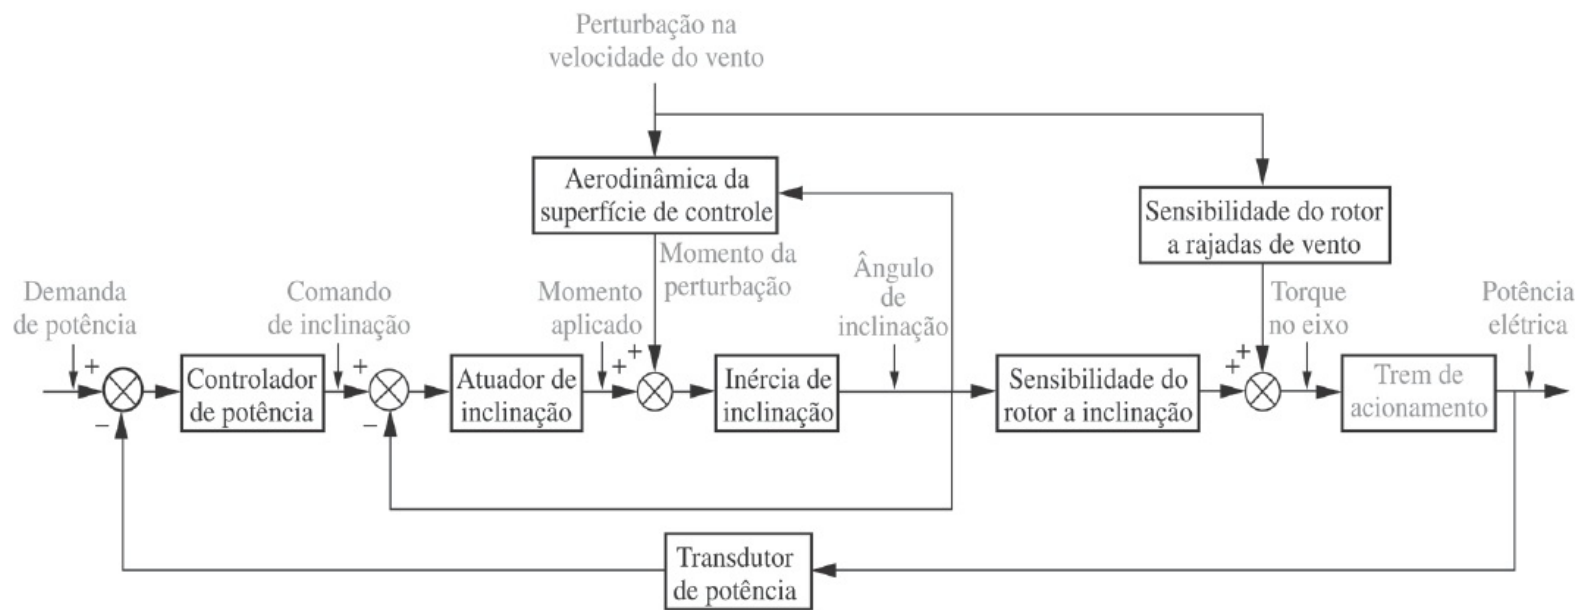 Perturbação na
velocidade do vento
Aerodinâmica da
superfície de controle
Sensibilidade do rotor
a rajadas de vento
Momento da
perturbação
Ângulo
de
inclinação
Demanda
de potência
Comando
de inclinação
Momento
aplicado
Torque
no eixo
Potência
elétrica
+
−
Controlador
de potência
+
−
Atuador de
inclinação
+
+
Inércia de
inclinação
Sensibilidade do
rotor a inclinação
+
+
Trem de
acionamento
Transdutor
de potência